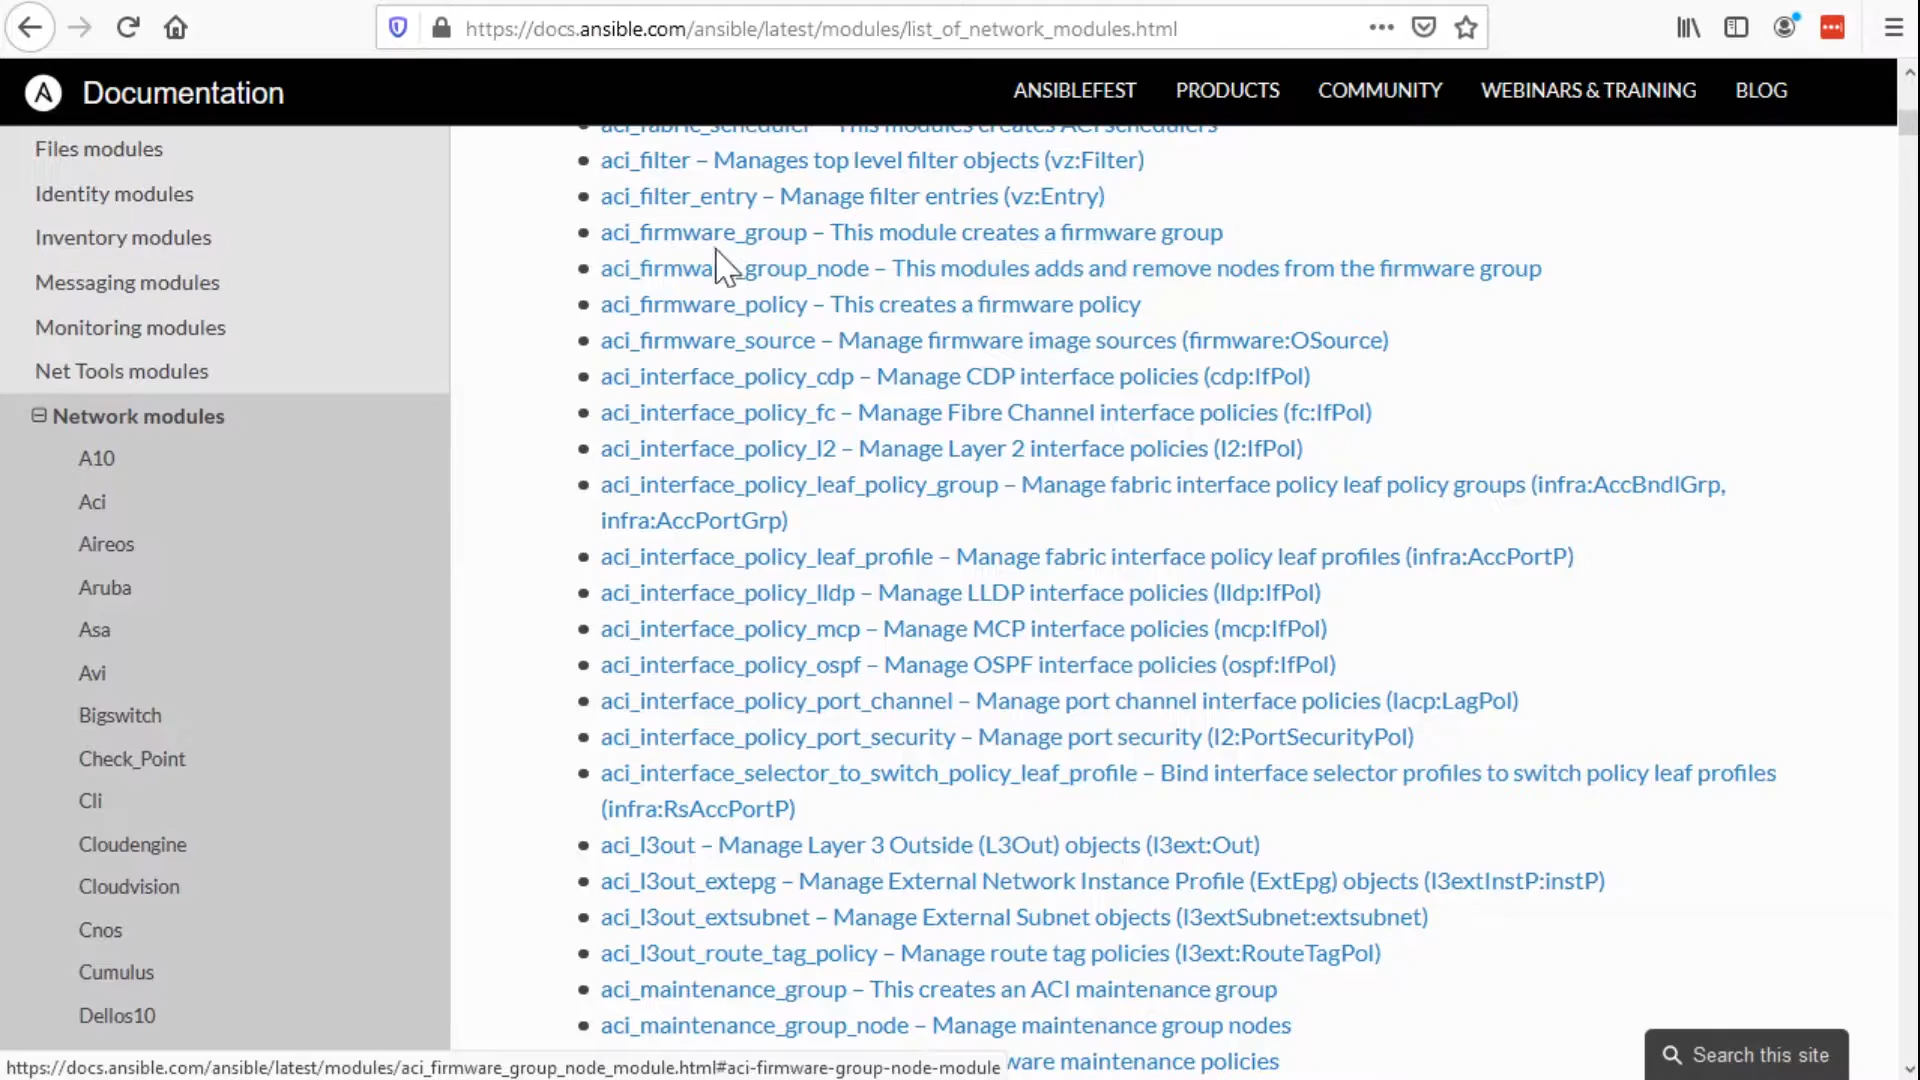 https://docs.ansible.com/ansible/latest/modules/list_of_network_modules.html
Documentation
ANSIBLEFEST
PRODUCTS
COMMUNITY
WEBINARS & TRAINING
BLOG
Files modules
Identity modules
Inventory modules
Messaging modules
Monitoring modules
Net Tools modules
Network modules
A10
Aci
Aireos
Aruba
Asa
Avi
Bigswitch
Check_Point
Cli
Cloudengine
Cloudvision
Cnos
Cumulus
Dellos10
aci_fabric_scheduler – This modules creates ACI schedulers
aci_filter – Manages top level filter objects (vz:Filter)
aci_filter_entry – Manage filter entries (vz:Entry)
aci_firmware_group – This module creates a firmware group
aci_firmwa group_node – This modules adds and remove nodes from the firmware group
aci_firmware_policy – This creates a firmware policy
aci_firmware_source – Manage firmware image sources (firmware:OSource)
aci_interface_policy_cdp – Manage CDP interface policies (cdp:IfPol)
aci_interface_policy_fc – Manage Fibre Channel interface policies (fc:IfPol)
aci_interface_policy_l2 – Manage Layer 2 interface policies (l2:IfPol)
aci_interface_policy_leaf_policy_group – Manage fabric interface policy leaf policy groups (infra:AccBndlGrp,
infra:AccPortGrp)
aci_interface_policy_leaf_profile – Manage fabric interface policy leaf profiles (infra:AccPortP)
aci_interface_policy_lldp – Manage LLDP interface policies (lldp:IfPol)
aci_interface_policy_mcp – Manage MCP interface policies (mcp:IfPol)
aci_interface_policy_ospf – Manage OSPF interface policies (ospf:IfPol)
aci_interface_policy_port_channel – Manage port channel interface policies (lacp:LagPol)
aci_interface_policy_port_security – Manage port security (l2:PortSecurityPol)
aci_interface_selector_to_switch_policy_leaf_profile – Bind interface selector profiles to switch policy leaf profiles
(infra:RsAccPortP)
aci_l3out – Manage Layer 3 Outside (L3Out) objects (l3ext:Out)
aci_l3out_extepg – Manage External Network Instance Profile (ExtEpg) objects (l3extInstP:instP)
aci_l3out_extsubnet – Manage External Subnet objects (l3extSubnet:extsubnet)
aci_l3out_route_tag_policy – Manage route tag policies (l3ext:RouteTagPol)
aci_maintenance_group – This creates an ACI maintenance group
aci_maintenance_group_node – Manage maintenance group nodes
ware maintenance policies
Search this site
https://docs.ansible.com/ansible/latest/modules/aci_firmware_group_node_module.html#aci-firmware-group-node-module